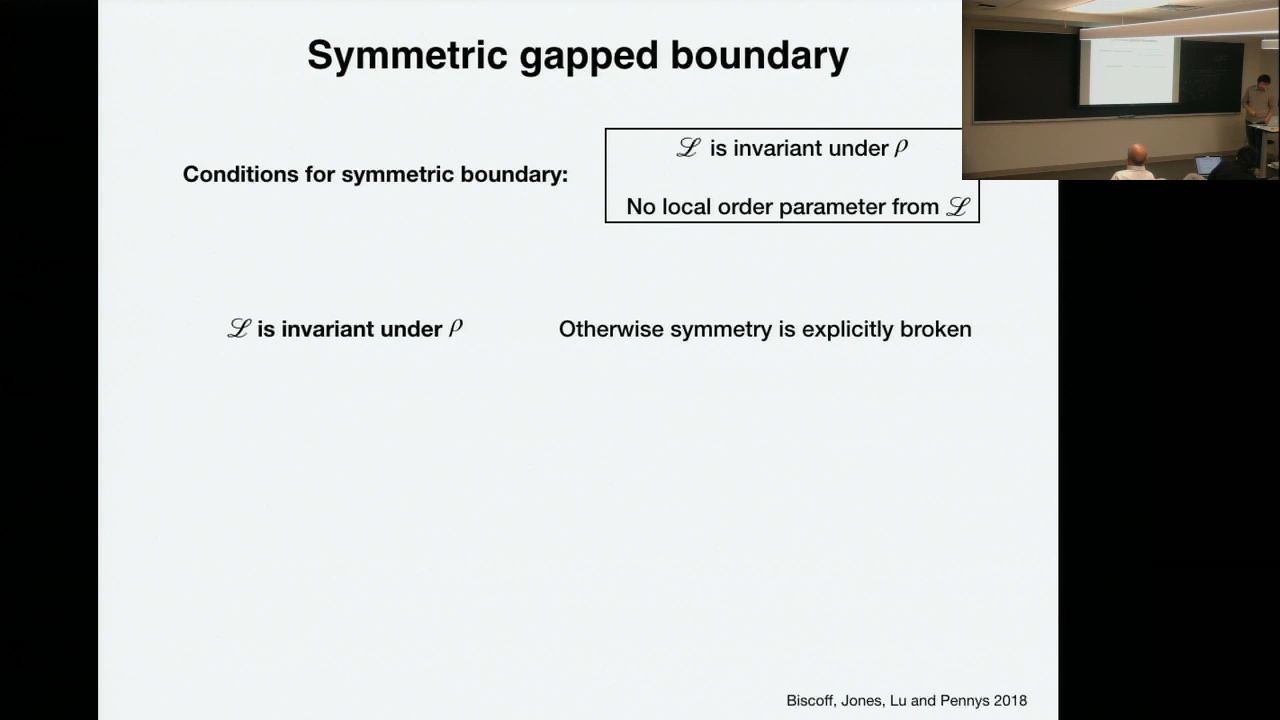 Symmetric gapped boundary
Conditions for symmetric boundary:
ℒ is invariant under ρ
No local order parameter from ℒ
ℒ is invariant under ρ
Otherwise symmetry is explicitly broken
Biscoff, Jones, Lu and Pennys 2018